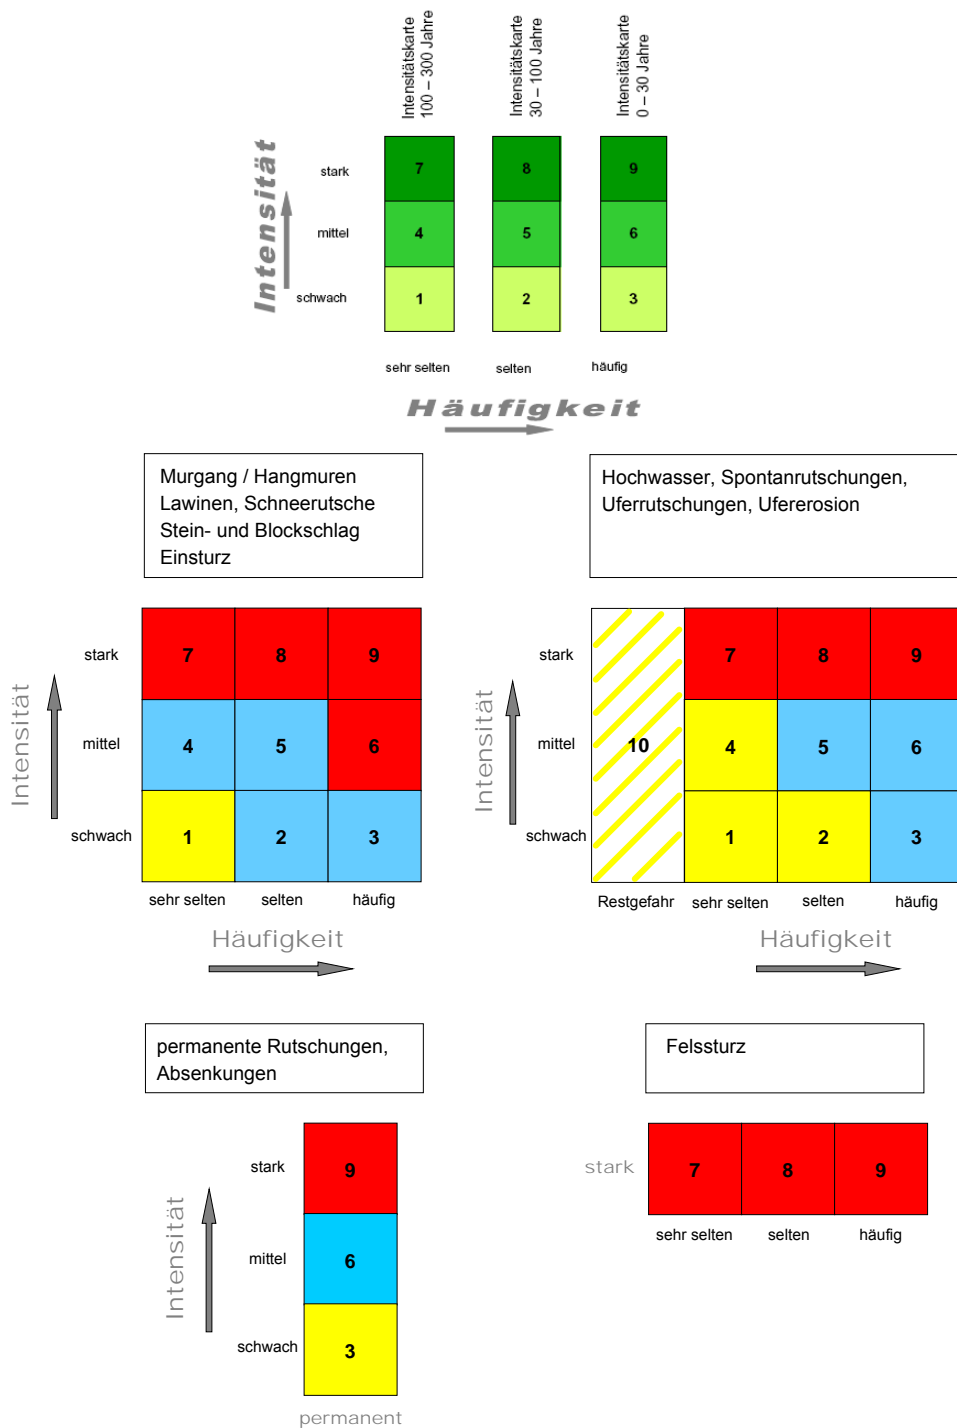 Intensitätskarte
100 – 300 Jahre
Intensitätskarte
30 – 100 Jahre
Intensitätskarte
0 – 30 Jahre
Intensität
stark
7
8
9
mittel
4
5
6
schwach
1
2
3
sehr selten
selten
häufig
Häufigkeit
Murgang / Hangmuren
Lawinen, Schneerutsche
Stein- und Blockschlag
Einsturz
Intensität
stark
7
8
9
mittel
4
5
6
schwach
1
2
3
sehr selten
selten
häufig
Häufigkeit
Hochwasser, Spontanrutschungen,
Uferrutschungen, Ufererosion
Intensität
stark
7
8
9
mittel
10
4
5
6
schwach
1
2
3
Restgefahr
sehr selten
selten
häufig
Häufigkeit
permanente Rutschungen,
Absenkungen
Intensität
stark
9
mittel
6
schwach
3
permanent
Felssturz
stark
7
8
9
sehr selten
selten
häufig